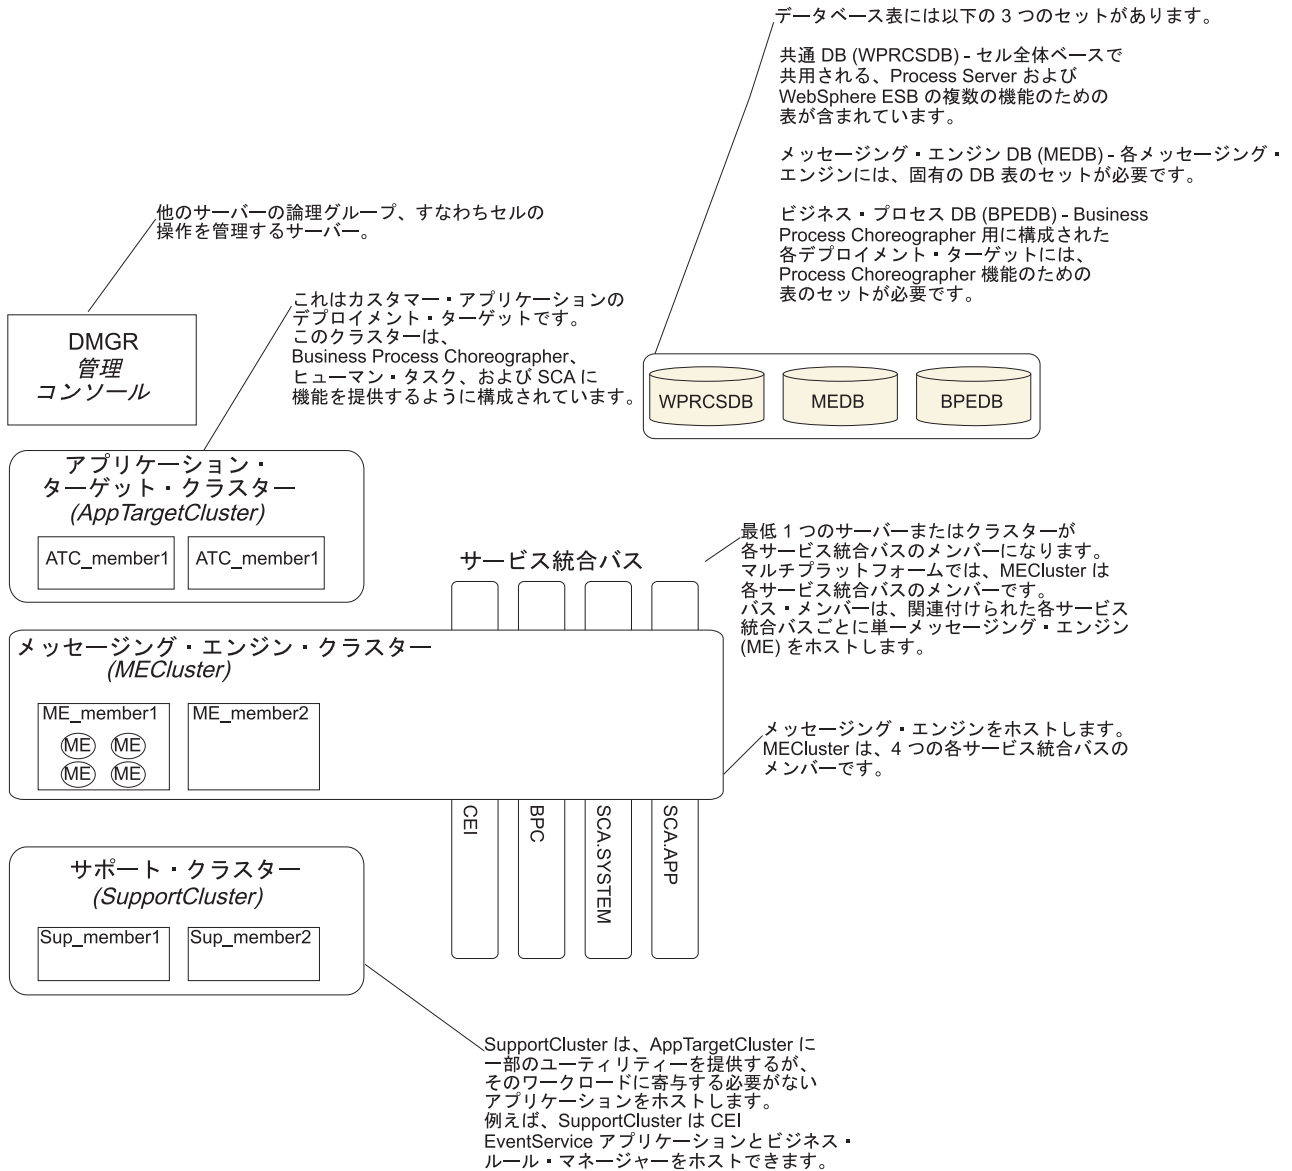 データベース表には以下の 3 つのセットがあります。
共通 DB (WPRCSDB) - セル全体ベースで
共用される、Process Server および
WebSphere ESB の複数の機能のための
表が含まれています。
メッセージング・エンジン DB (MEDB) - 各メッセージング・
エンジンには、固有の DB 表のセットが必要です。
ビジネス・プロセス DB (BPEDB) - Business
Process Choreographer 用に構成された
各デプロイメント・ターゲットには、
Process Choreographer 機能のための
表のセットが必要です。
他のサーバーの論理グループ、すなわちセルの
操作を管理するサーバー。
これはカスタマー・アプリケーションの
デプロイメント・ターゲットです。
このクラスターは、
Business Process Choreographer、
ヒューマン・タスク、および SCA に
機能を提供するように構成されています。
DMGR
管理
コンソール
WPRCSDB
MEDB
BPEDB
アプリケーション・
ターゲット・クラスター
(AppTargetCluster)
ATC_member1
ATC_member1
サービス統合バス
最低 1 つのサーバーまたはクラスターが
各サービス統合バスのメンバーになります。
マルチプラットフォームでは、MECluster は
各サービス統合バスのメンバーです。
バス・メンバーは、関連付けられた各サービス
統合バスごとに単一メッセージング・エンジン
(ME) をホストします。
メッセージング・エンジン・クラスター
(MECluster)
ME_member1
ME_member2
ME
ME
ME
ME
メッセージング・エンジンをホストします。
MECluster は、4 つの各サービス統合バスの
メンバーです。
CEI
BPC
SCA.SYSTEM
SCA.APP
サポート・クラスター
(SupportCluster)
Sup_member1
Sup_member2
SupportCluster は、AppTargetCluster に
一部のユーティリティーを提供するが、
そのワークロードに寄与する必要がない
アプリケーションをホストします。
例えば、SupportCluster は CEI
EventService アプリケーションとビジネス・
ルール・マネージャーをホストできます。